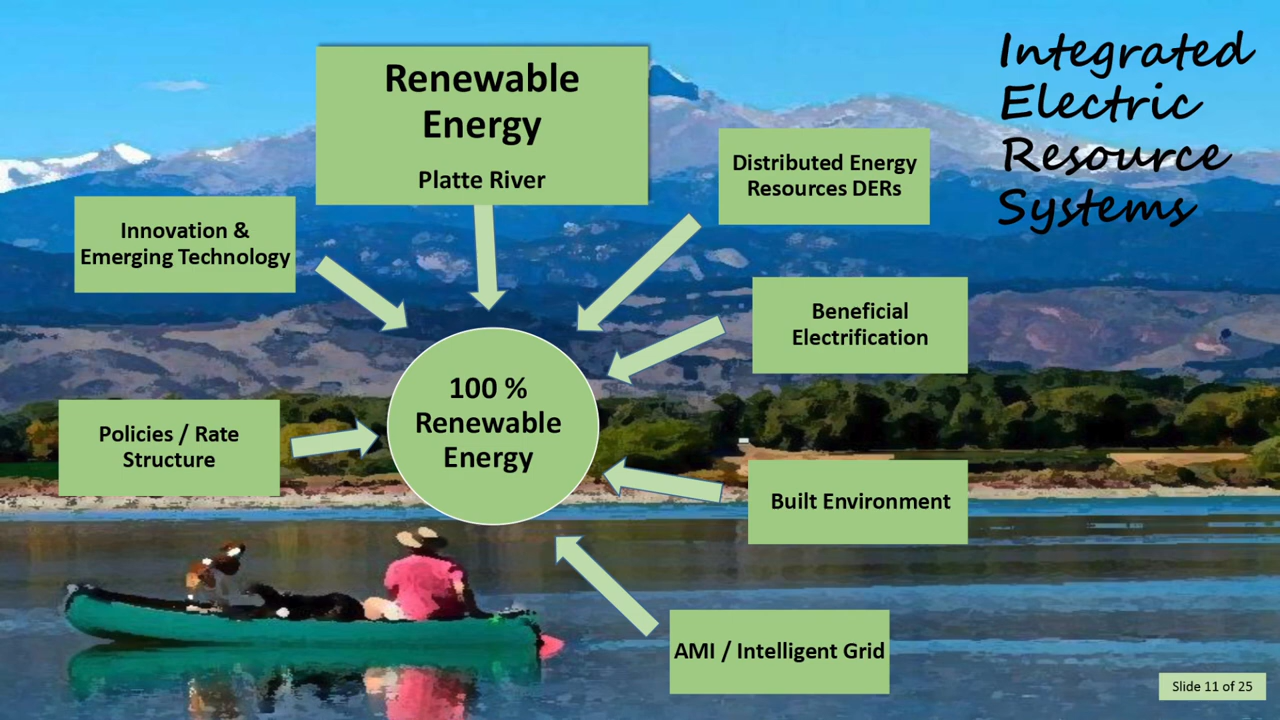 Integrated
Electric
Resource
Systems
Renewable
Energy
Platte River
Distributed Energy
Resources DERs
Innovation &
Emerging Technology
Beneficial
Electrification
100 %
Renewable
Energy
Policies / Rate
Structure
Built Environment
AMI / Intelligent Grid
Slide 11 of 25